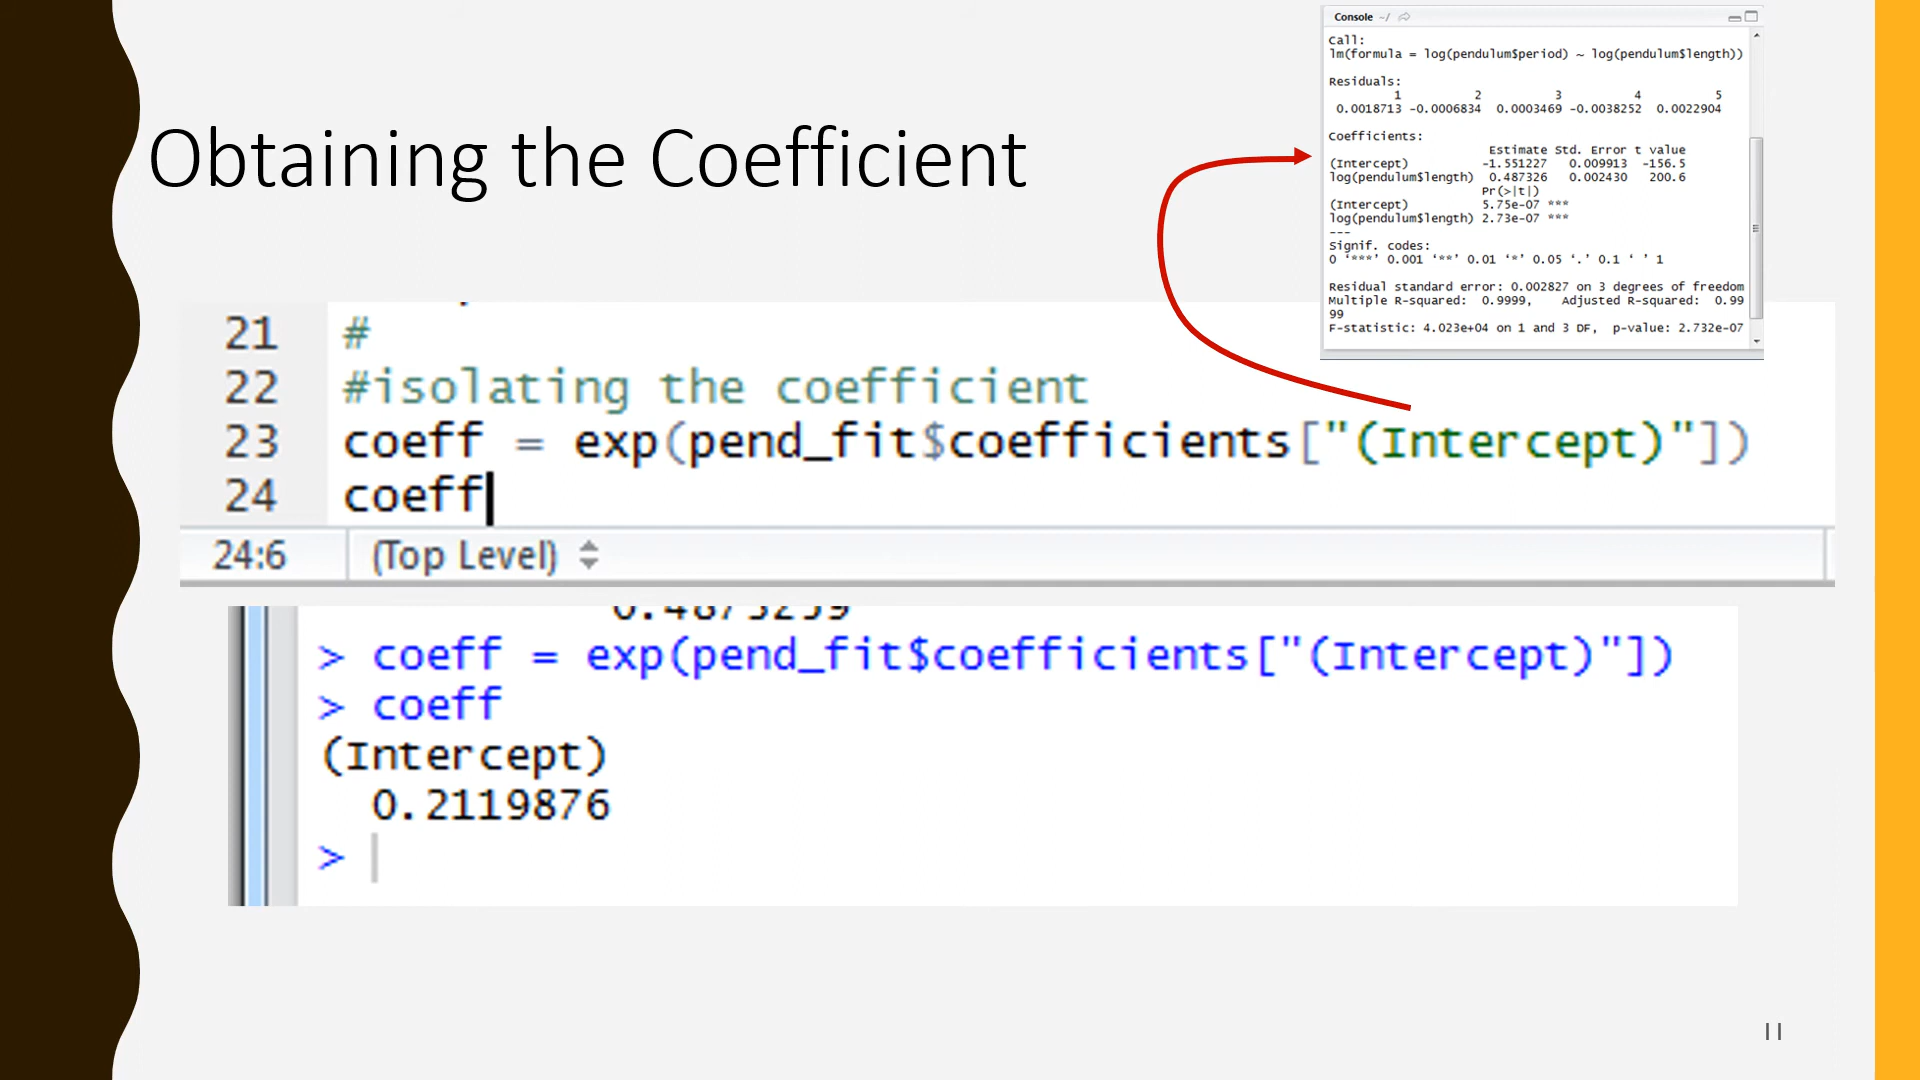 Obtaining the Coefficient
Console ~/
Call:
lm(formula = log(pendulum$period) ~ log(pendulum$length))
Residuals:
1 2 3 4 5
0.0018713 -0.0006834 0.0003469 -0.0038252 0.0022904
Coefficients:
Estimate Std. Error t value
(Intercept) -1.551227 0.009913 -156.5
log(pendulum$length) 0.487326 0.002430 200.6
Pr(>|t|)
(Intercept) 5.75e-07 ***
log(pendulum$length) 2.73e-07 ***
---
Signif. codes:
0 ‘***’ 0.001 ‘**’ 0.01 ‘*’ 0.05 ‘.’ 0.1 ‘ ’ 1
Residual standard error: 0.002827 on 3 degrees of freedom
Multiple R-squared: 0.9999, Adjusted R-squared: 0.99
99
F-statistic: 4.023e+04 on 1 and 3 DF, p-value: 2.732e-07
21 #
22 #isolating the coefficient
23 coeff = exp(pend_fit$coefficients["(Intercept)"])
24 coeff
24:6 (Top Level)
> coeff = exp(pend_fit$coefficients["(Intercept)"])
> coeff
(Intercept)
0.2119876
>
11